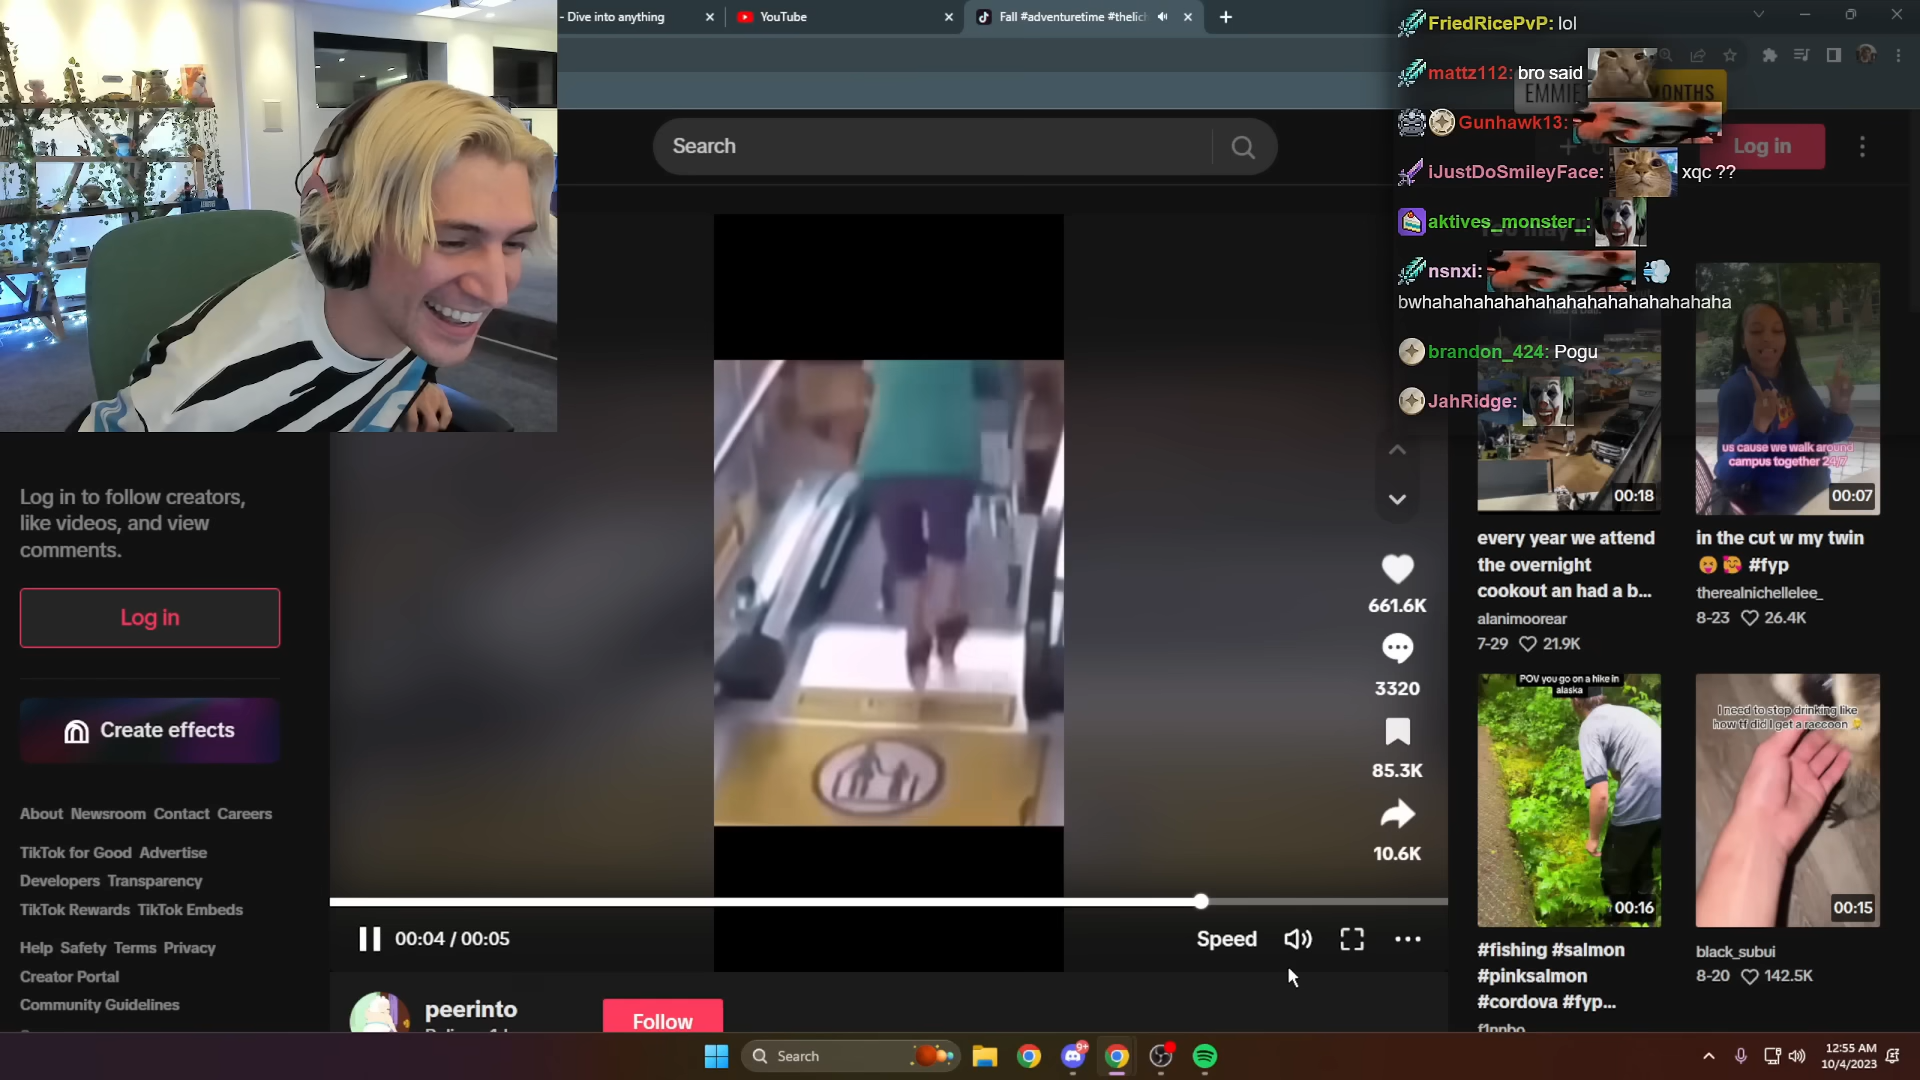 - Dive into anything
YouTube
Fall #adventuretime #thelich
FriedRicePvP: lol
mattz112: bro said
EMMIE
MONTHS
Gunhawk13:
iJustDoSmileyFace: xqc ??
aktives_monster_:
nsnxi:
bwhahahahahahahahahahahahahaha
brandon_424: Pogu
JahRidge:
Search
Log in
Log in to follow creators,
like videos, and view
comments.
Log in
Create effects
About Newsroom Contact Careers
TikTok for Good Advertise
Developers Transparency
TikTok Rewards TikTok Embeds
Help Safety Terms Privacy
Creator Portal
Community Guidelines
661.6K
3320
85.3K
10.6K
00:04 / 00:05
Speed
peerinto
Follow
00:18
every year we attend
the overnight
cookout an had a b...
alanimoorear
7-29 21.9K
us cause we walk around
campus together 24/7
00:07
in the cut w my twin
#fyp
therealnichellelee_
8-23 26.4K
POV you go on a hike in
alaska
00:16
#fishing #salmon
#pinksalmon
#cordova #fyp...
f1nnbo
I need to stop drinking like
how tf did I get a raccoon
00:15
black_subui
8-20 142.5K
Search
9+
12:55 AM
10/4/2023